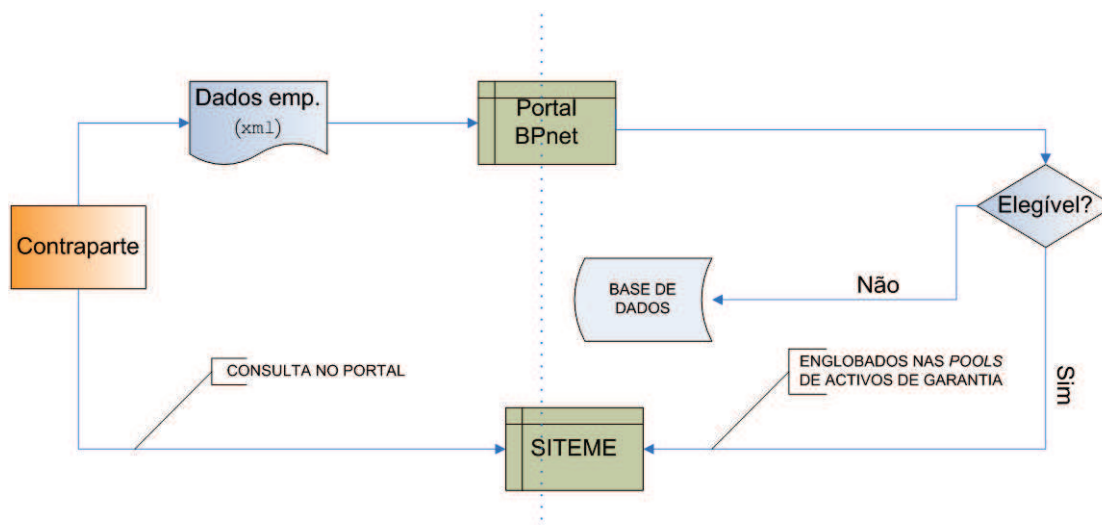 Dados emp.
(xml)
Portal
BPnet
Elegível?
Contraparte
BASE DE
DADOS
Não
CONSULTA NO PORTAL
ENGLOBADOS NAS POOLS
DE ACTIVOS DE GARANTIA
Sim
SITEME